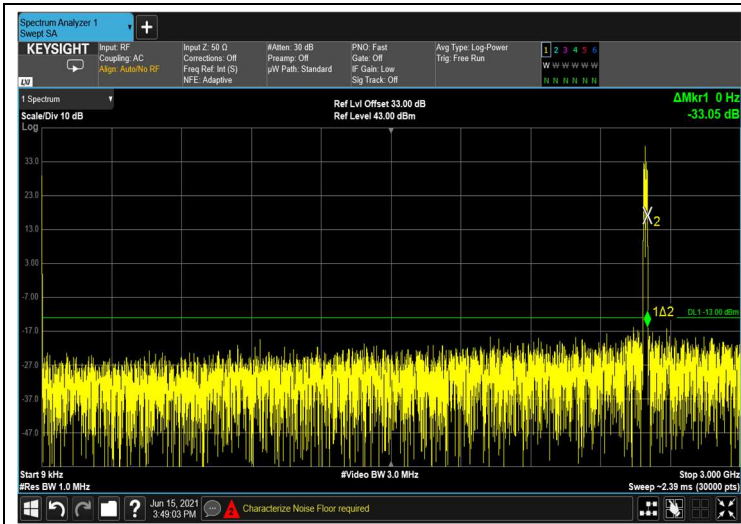 Spectrum Analyzer 1
Swept SA
+
KEYSIGHT
LXI
Input: RF
Coupling: AC
Align: Auto/No RF
Input Z: 50 Ω
Corrections: Off
Freq Ref: Int (S)
NFE: Adaptive
#Atten: 30 dB
Preamp: Off
µW Path: Standard
PNO: Fast
Gate: Off
IF Gain: Low
Sig Track: Off
Avg Type: Log-Power
Trig: Free Run
1 2 3 4 5 6
W W W W W W
N N N N N N
1 Spectrum
Scale/Div 10 dB
Log
Ref Lvl Offset 33.00 dB
Ref Level 43.00 dBm
ΔMkr1 0 Hz
-33.05 dB
33.0
23.0
13.0
3.00
-7.00
-17.0
-27.0
-37.0
-47.0
2
1Δ2
DL1 -13.00 dBm
Start 9 kHz
#Res BW 1.0 MHz
#Video BW 3.0 MHz
Stop 3.000 GHz
Sweep ~2.39 ms (30000 pts)
?
Jun 15, 2021
3:49:03 PM
2
Characterize Noise Floor required